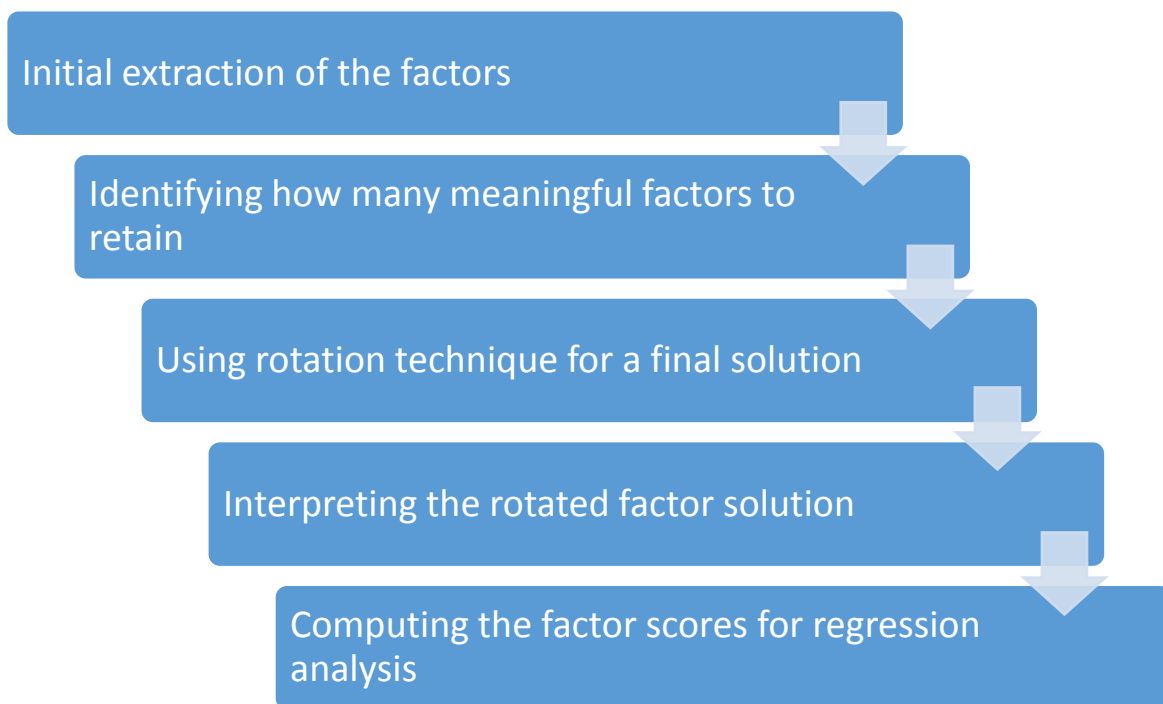 Initial extraction of the factors
Identifying how many meaningful factors to
retain
Using rotation technique for a final solution
Interpreting the rotated factor solution
Computing the factor scores for regression
analysis